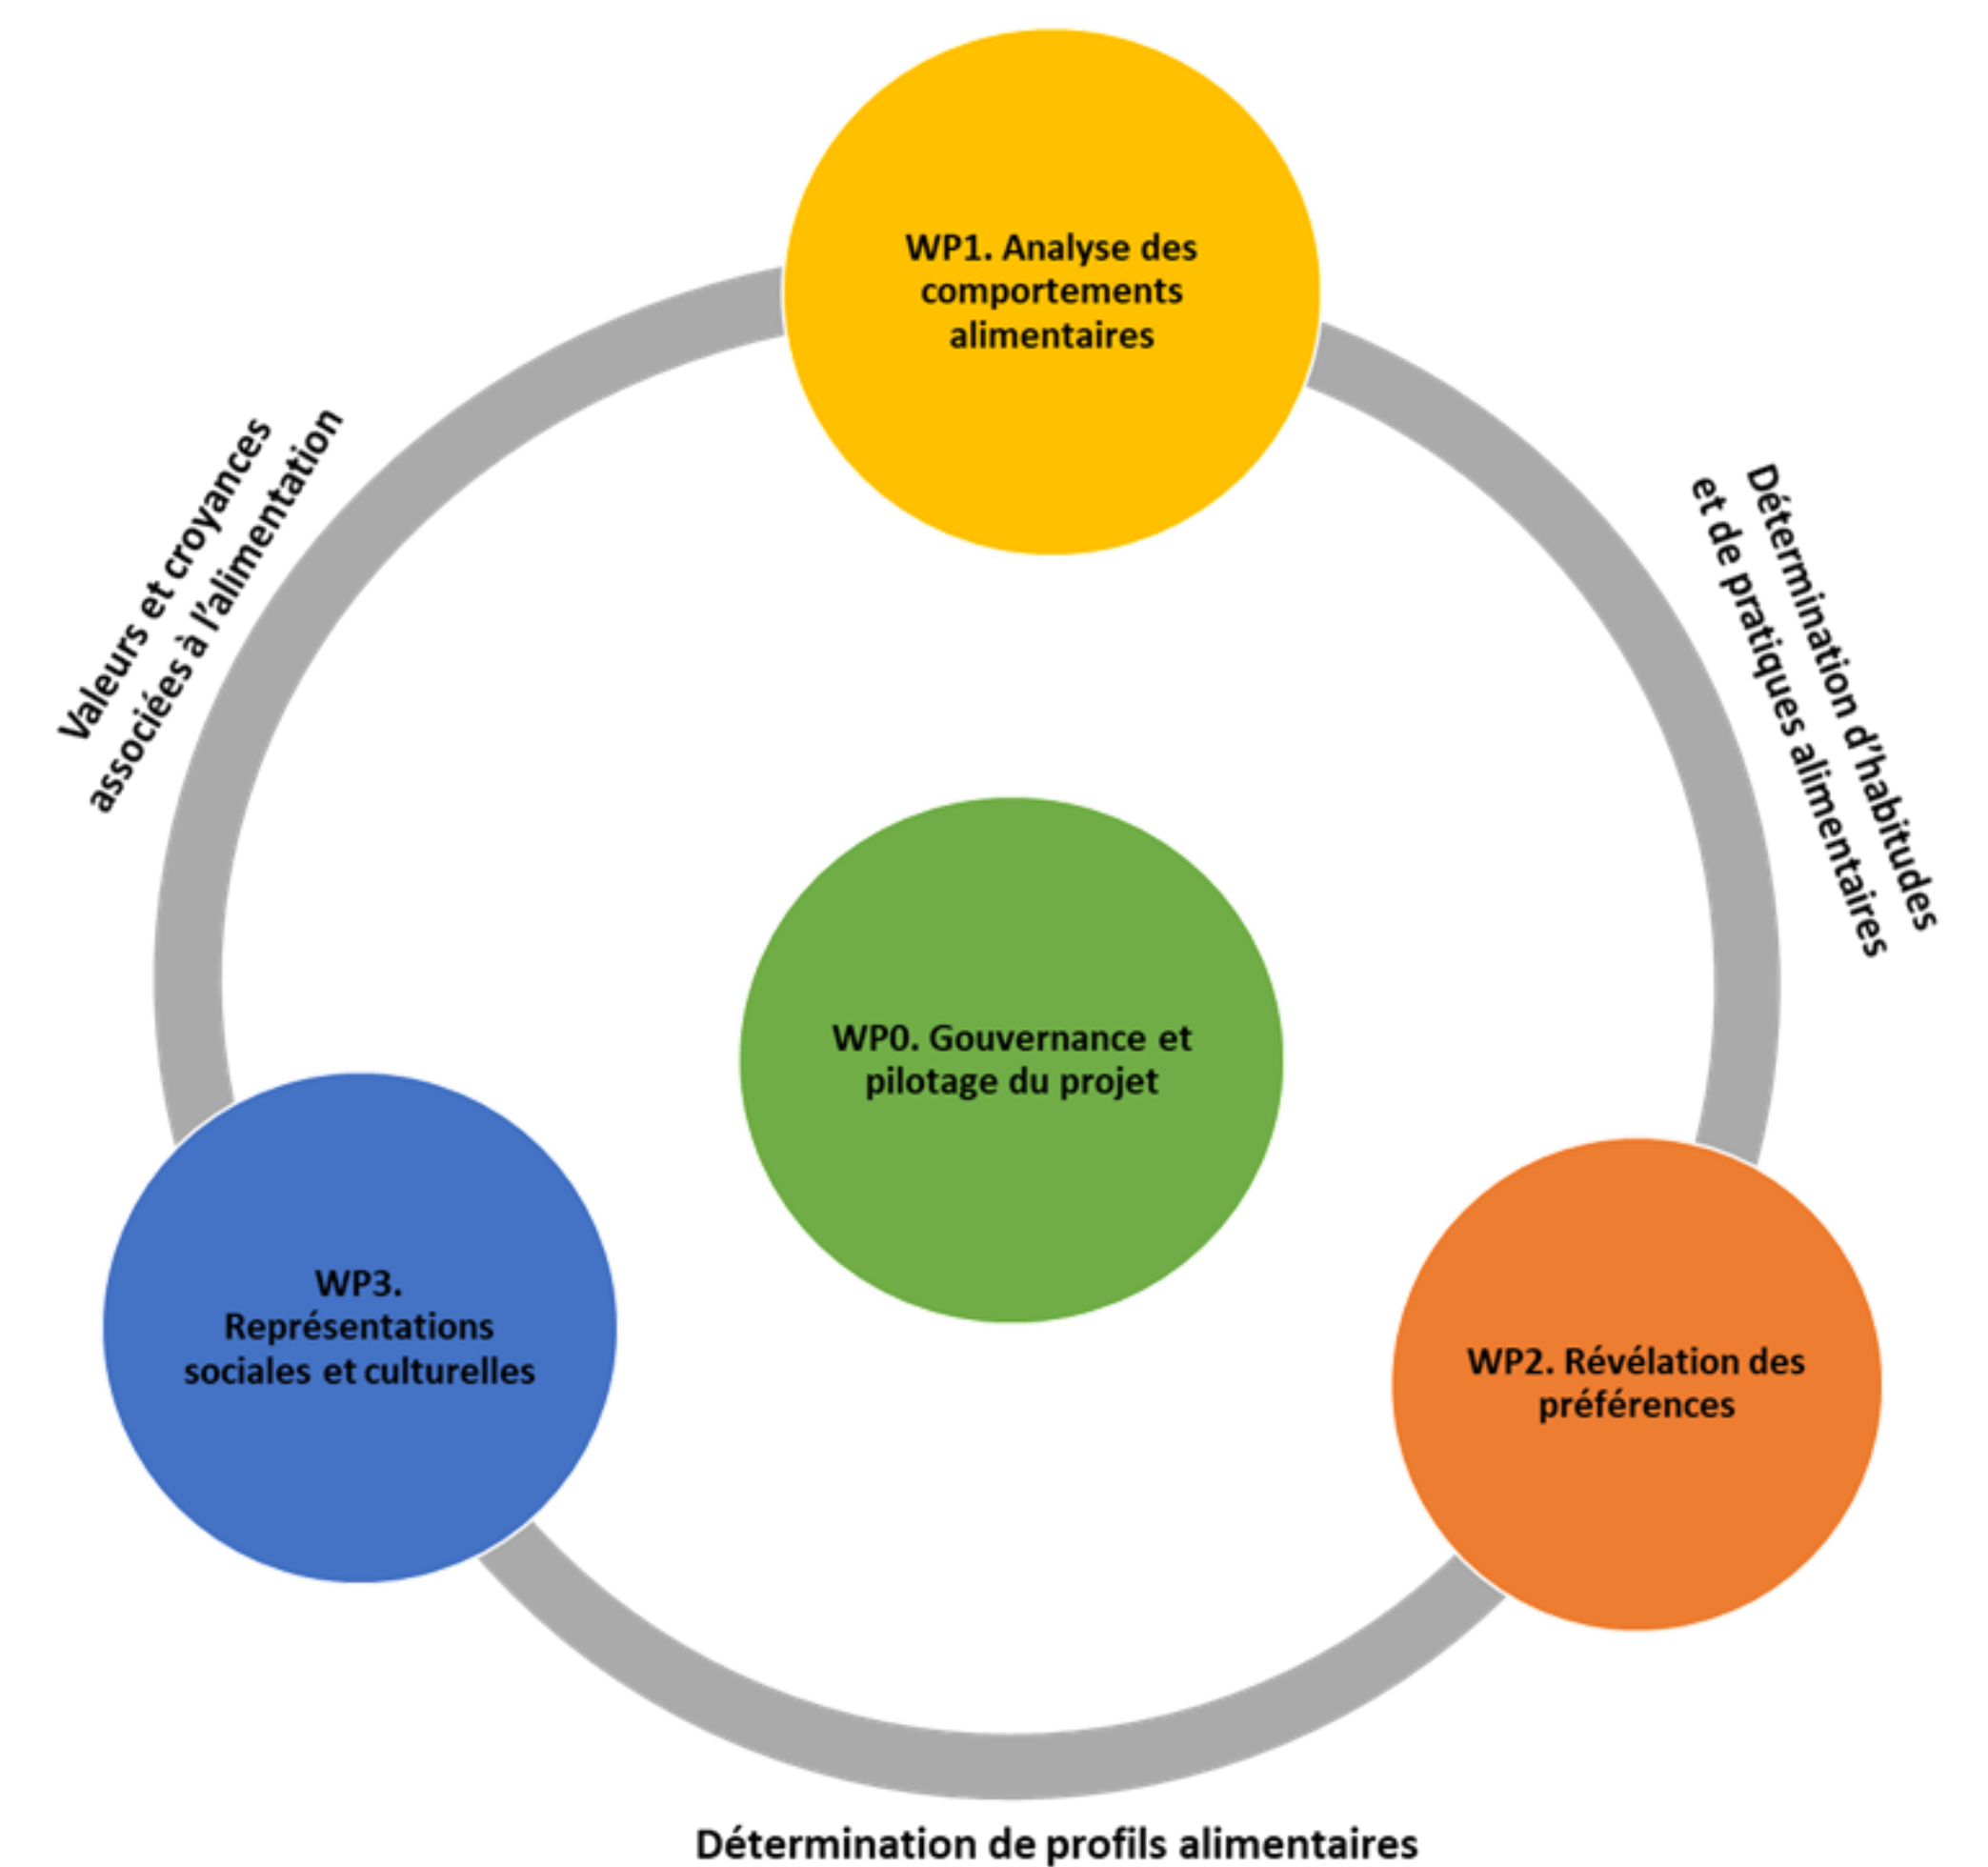 WP1. Analyse des
comportements
alimentaires
Valeurs et croyances
associées à l'alimentation
Détermination d'habitudes
et de pratiques alimentaires
WP0. Gouvernance et
pilotage du projet
WP3.
Représentations
sociales et culturelles
WP2. Révélation des
préférences
Détermination de profils alimentaires